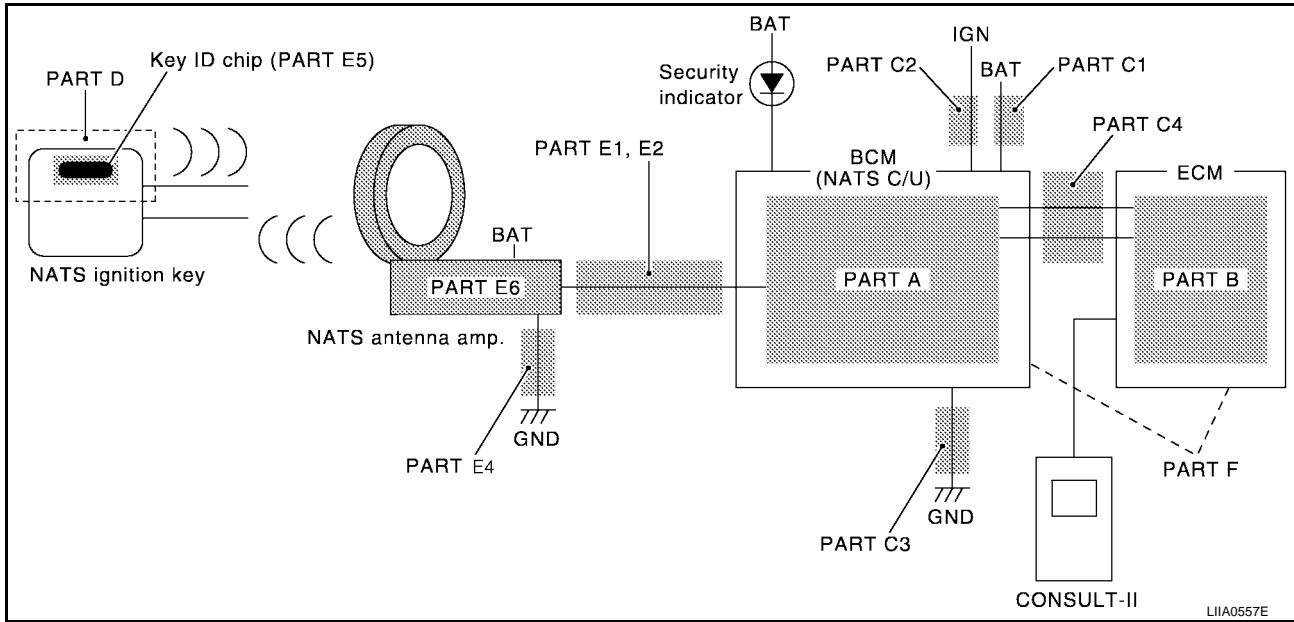 PART D
Key ID chip (PART E5)
NATS ignition key
BAT
PART E6
NATS antenna amp.
PART E4
GND
PART E1, E2
BAT
Security
indicator
PART C2
IGN
BAT
PART C1
PART C4
BCM
(NATS C/U)
PART A
ECM
PART B
PART C3
GND
PART F
CONSULT-II
LIIA0557E